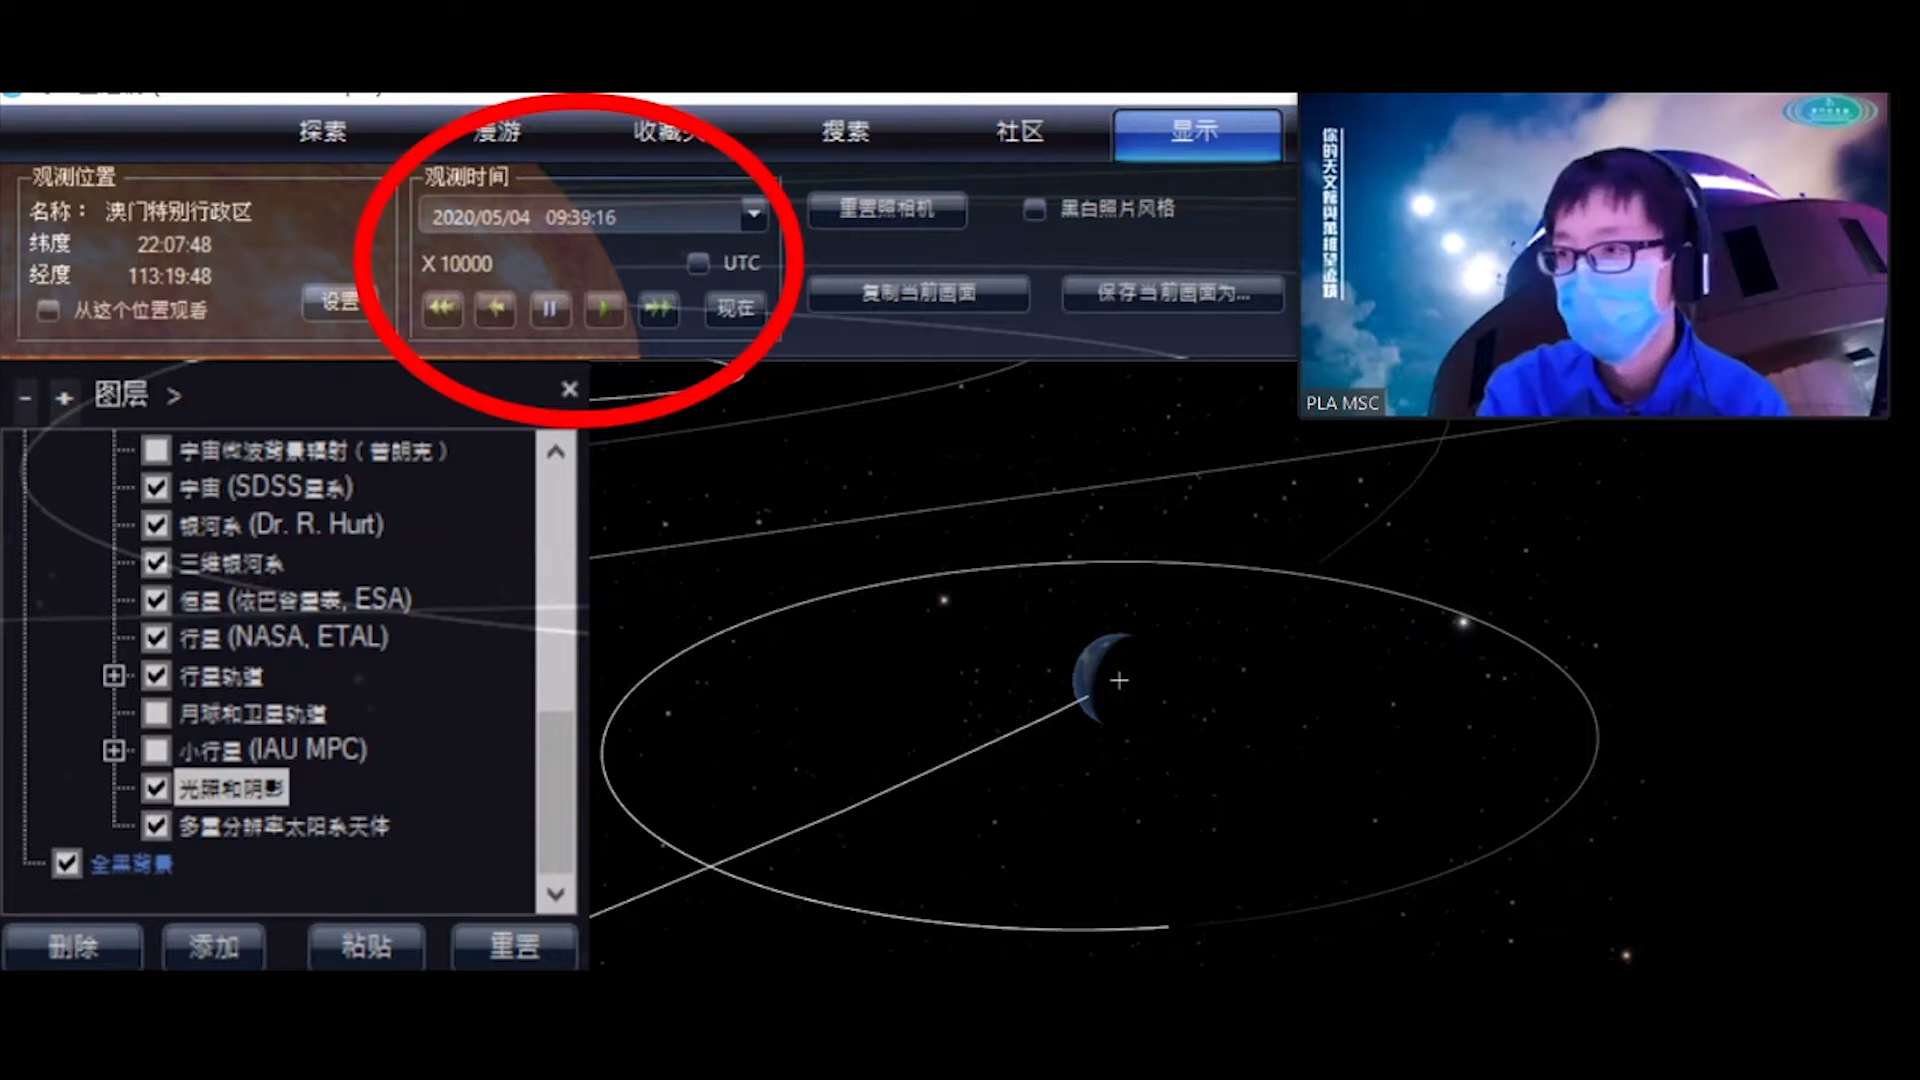 探索
漫游
收藏夹
搜索
社区
显示
观测位置
名称： 澳门特别行政区
纬度 22:07:48
经度 113:19:48
从这个位置观看
设置
观测时间
2020/05/04 09:39:16
X 10000
UTC
现在
重置照相机
黑白照片风格
复制当前画面
保存当前画面为...
PLA MSC
- + 图层 >
宇宙微波背景辐射 ( 普朗克 )
宇宙 (SDSS星系)
银河系 (Dr. R. Hurt)
三维银河系
恒星 (依巴谷星表, ESA)
行星 (NASA, ETAL)
行星轨道
月球和卫星轨道
小行星 (IAU MPC)
光照和阴影
多重分辨率太阳系天体
全黑背景
删除
添加
粘贴
重置